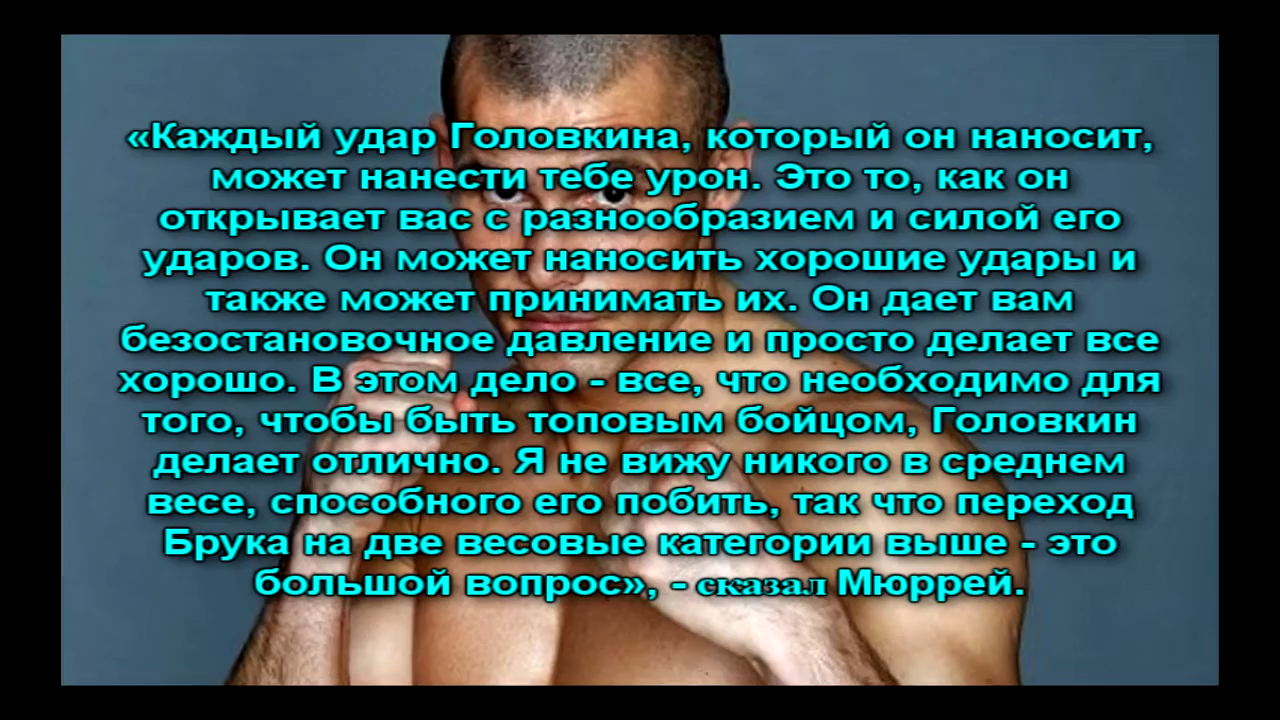 «Каждый удар Головкина, который он наносит,
может нанести тебе урон. Это то, как он
открывает вас с разнообразием и силой его
ударов. Он может наносить хорошие удары и
также может принимать их. Он дает вам
безостановочное давление и просто делает все
хорошо. В этом дело - все, что необходимо для
того, чтобы быть топовым бойцом, Головкин
делает отлично. Я не вижу никого в среднем
весе, способного его побить, так что переход
Брука на две весовые категории выше - это
большой вопрос», - сказал Мюррей.